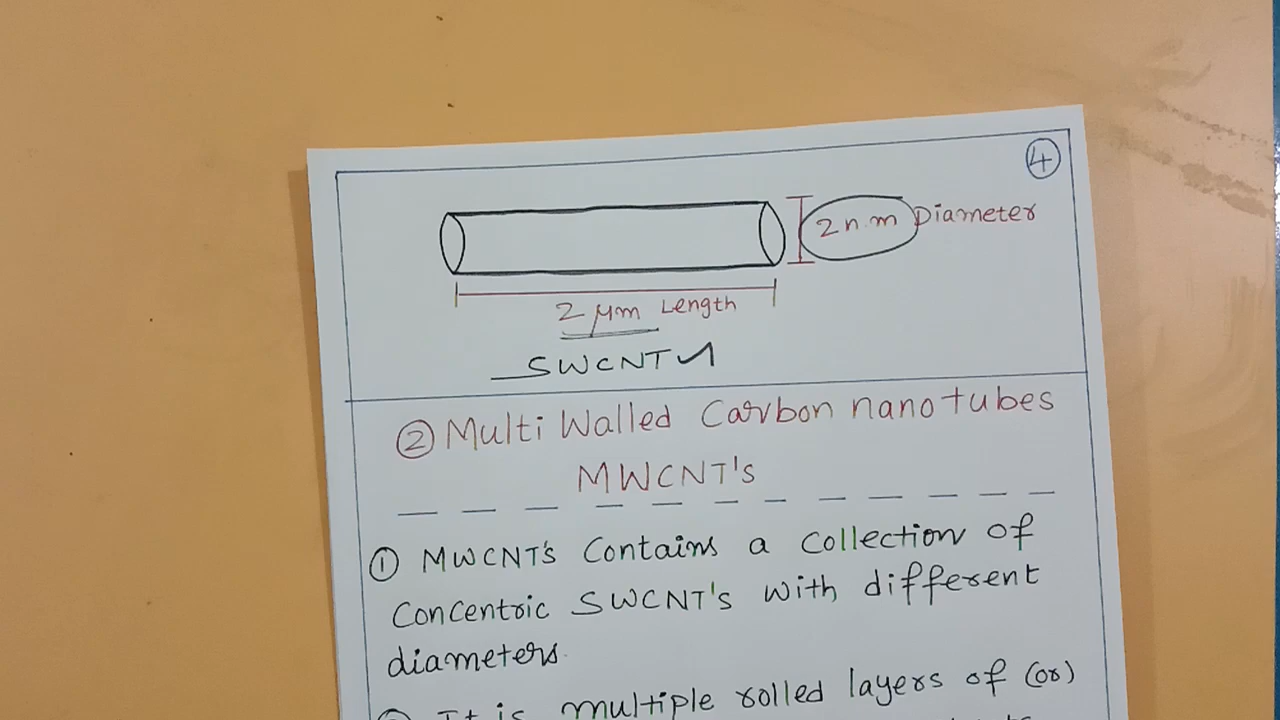 ④
2 n.m Diameter
2 μm Length
SWCNT
② Multi Walled Carbon nanotubes
MWCNT's
① MWCNT's Contains a collection of
Concentric SWCNT's with different
diameters.
② It is multiple rolled layers of (or)